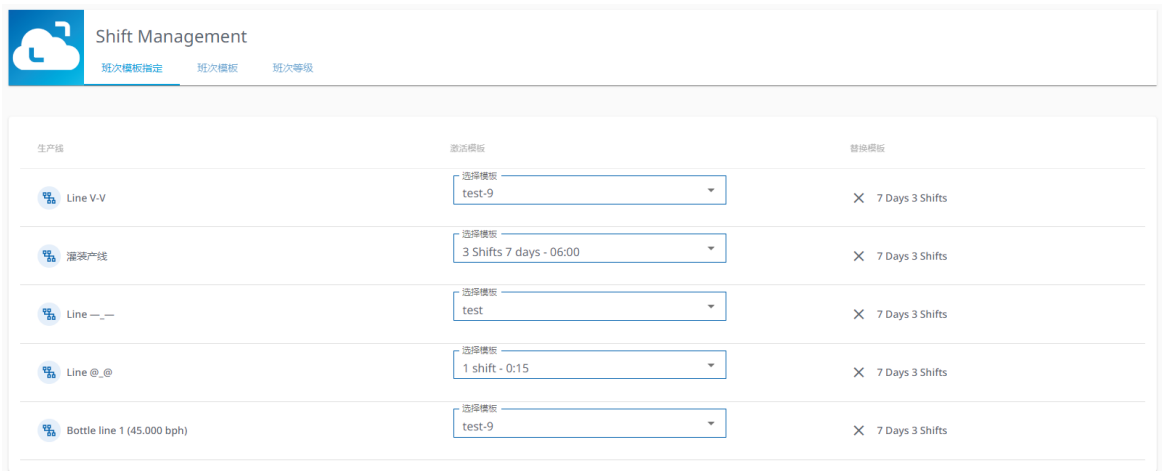 Shift Management
班次模板指定 班次模板 班次等级
生产线 激活模板 替换模板
选择模板
Line V-V test-9 7 Days 3 Shifts
选择模板
灌装产线 3 Shifts 7 days - 06:00 7 Days 3 Shifts
选择模板
Line —_— test 7 Days 3 Shifts
选择模板
Line @_@ 1 shift - 0:15 7 Days 3 Shifts
选择模板
Bottle line 1 (45.000 bph) test-9 7 Days 3 Shifts